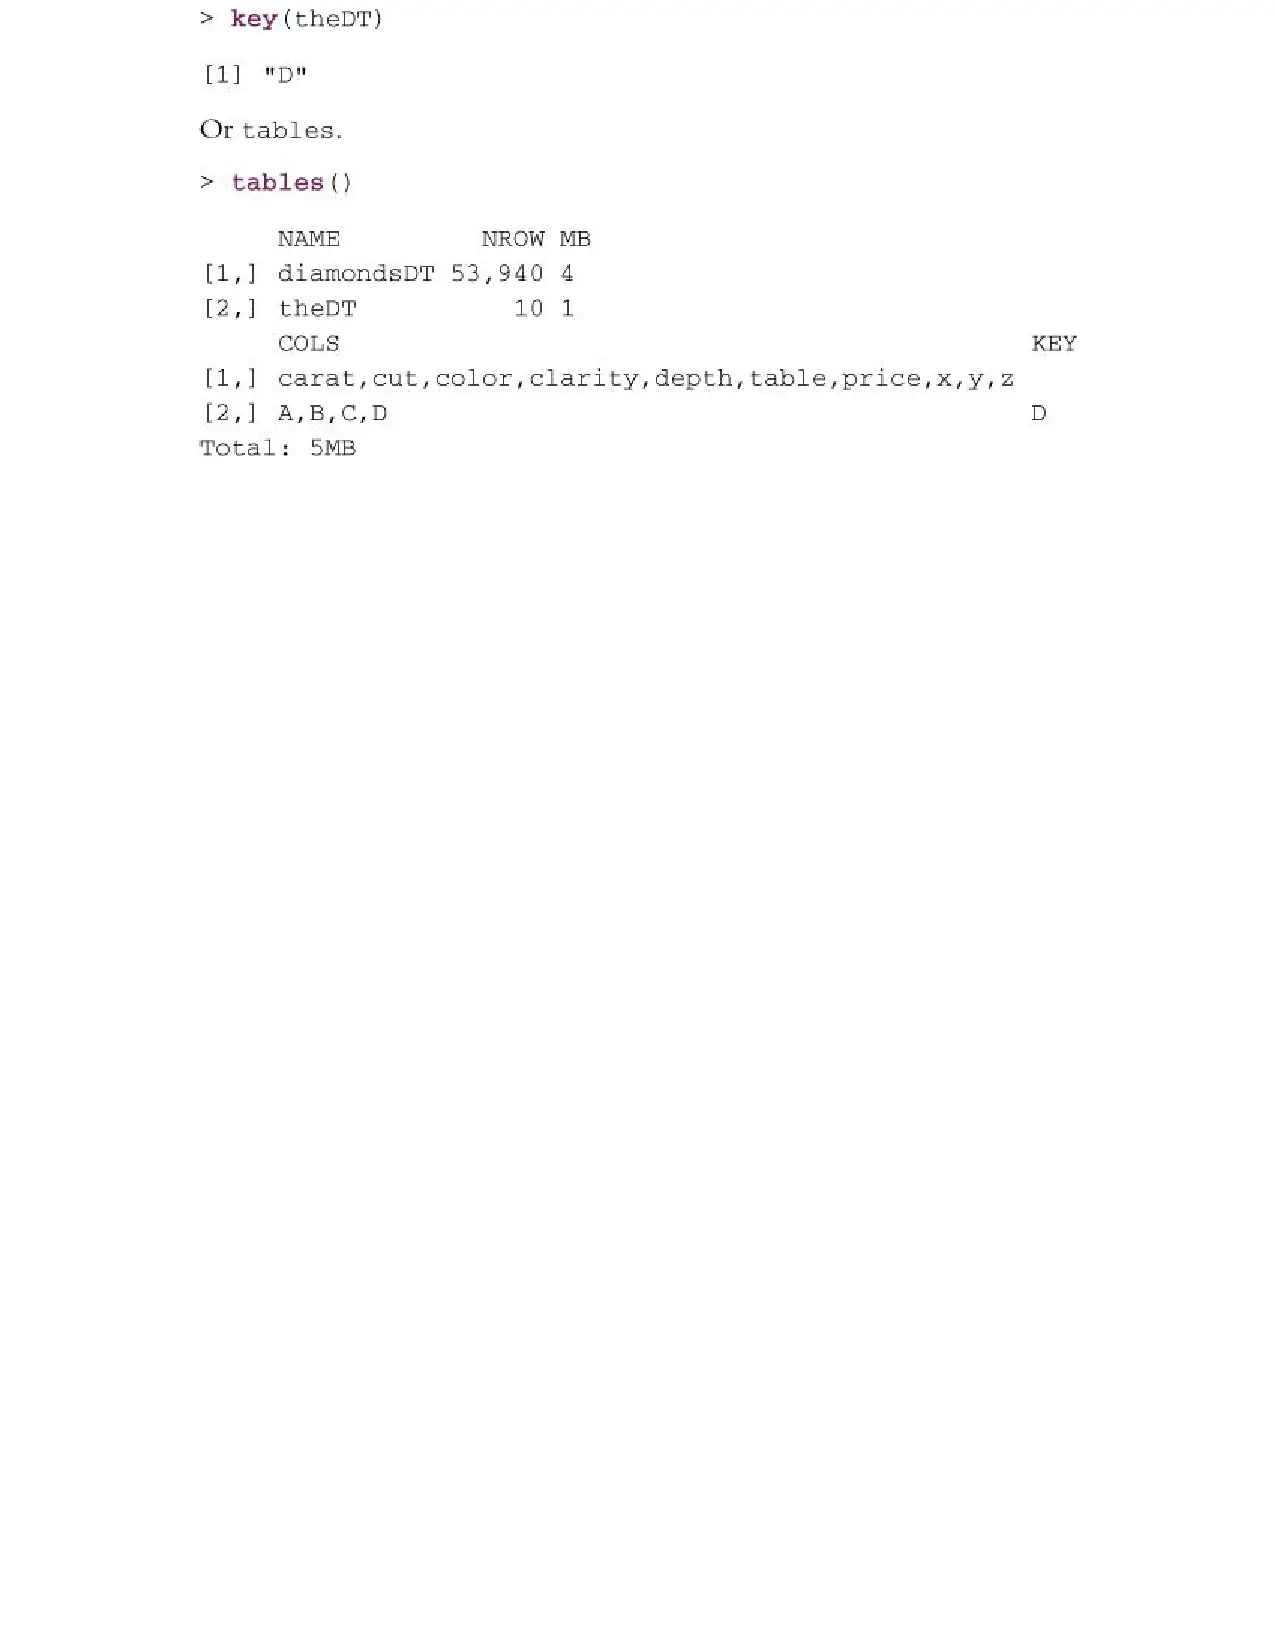 > key(theDT)
[1] "D"
Or tables.
> tables()
     NAME         NROW MB
[1,] diamondsDT 53,940 4
[2,] theDT          10 1
     COLS                                            KEY
[1,] carat,cut,color,clarity,depth,table,price,x,y,z
[2,] A,B,C,D                                         D
Total: 5MB